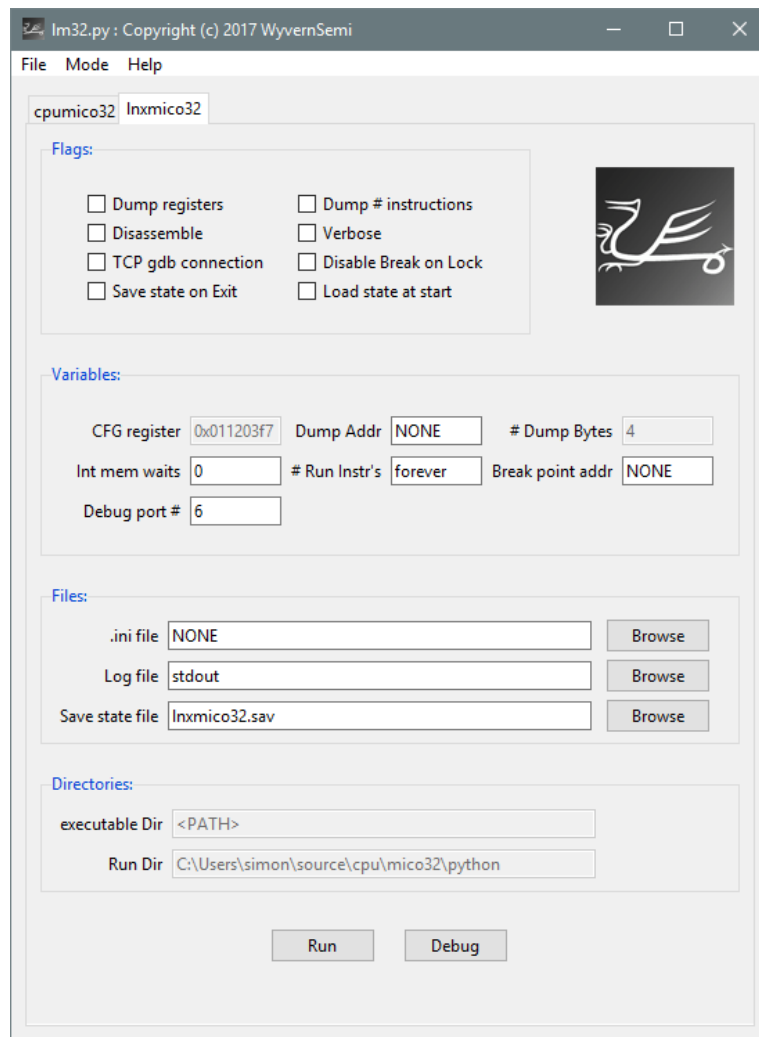 lm32.py : Copyright (c) 2017 WyvernSemi
File Mode Help
cpumico32 lnxmico32
Flags:
Dump registers Dump # instructions
Disassemble Verbose
TCP gdb connection Disable Break on Lock
Save state on Exit Load state at start
Variables:
CFG register 0x011203f7 Dump Addr NONE # Dump Bytes 4
Int mem waits 0 # Run Instr's forever Break point addr NONE
Debug port # 6
Files:
.ini file NONE Browse
Log file stdout Browse
Save state file lnxmico32.sav Browse
Directories:
executable Dir <PATH>
Run Dir C:\Users\simon\source\cpu\mico32\python
Run Debug